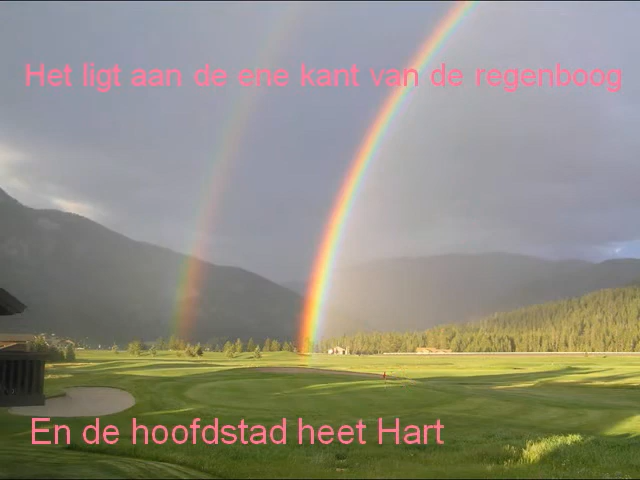 Het ligt aan de ene kant van de regenboog
En de hoofdstad heet Hart